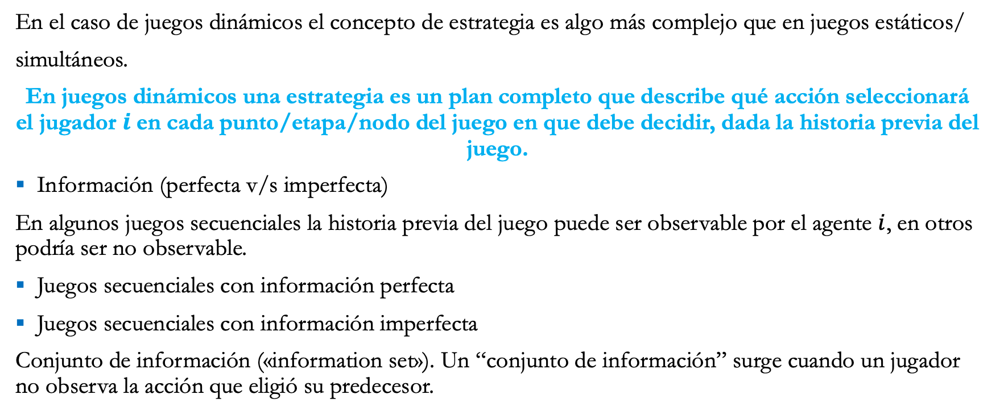 En el caso de juegos dinámicos el concepto de estrategia es algo más complejo que en juegos estáticos/
simultáneos.
En juegos dinámicos una estrategia es un plan completo que describe qué acción seleccionará
el jugador i en cada punto/etapa/nodo del juego en que debe decidir, dada la historia previa del
juego.
▪ Información (perfecta v/s imperfecta)
En algunos juegos secuenciales la historia previa del juego puede ser observable por el agente i, en otros
podría ser no observable.
▪ Juegos secuenciales con información perfecta
▪ Juegos secuenciales con información imperfecta
Conjunto de información («information set»). Un “conjunto de información” surge cuando un jugador
no observa la acción que eligió su predecesor.